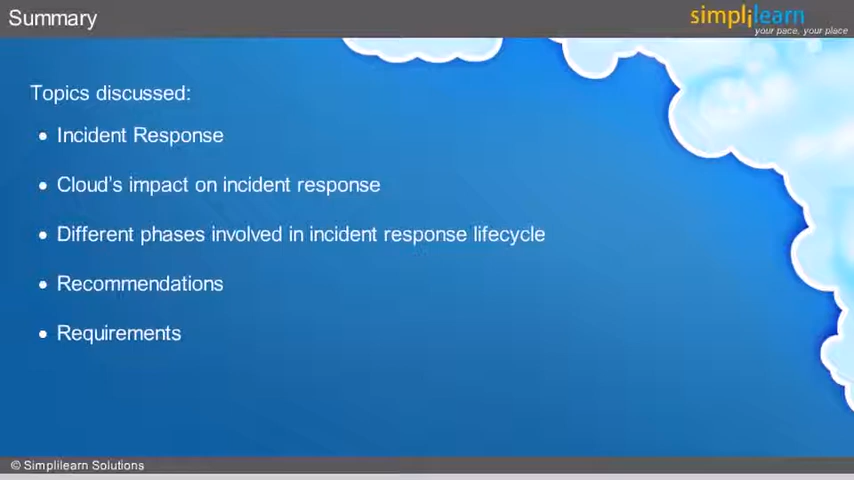 Summary
simplilearn
your pace, your place
Topics discussed:
• Incident Response
• Cloud's impact on incident response
• Different phases involved in incident response lifecycle
• Recommendations
• Requirements
© Simplilearn Solutions